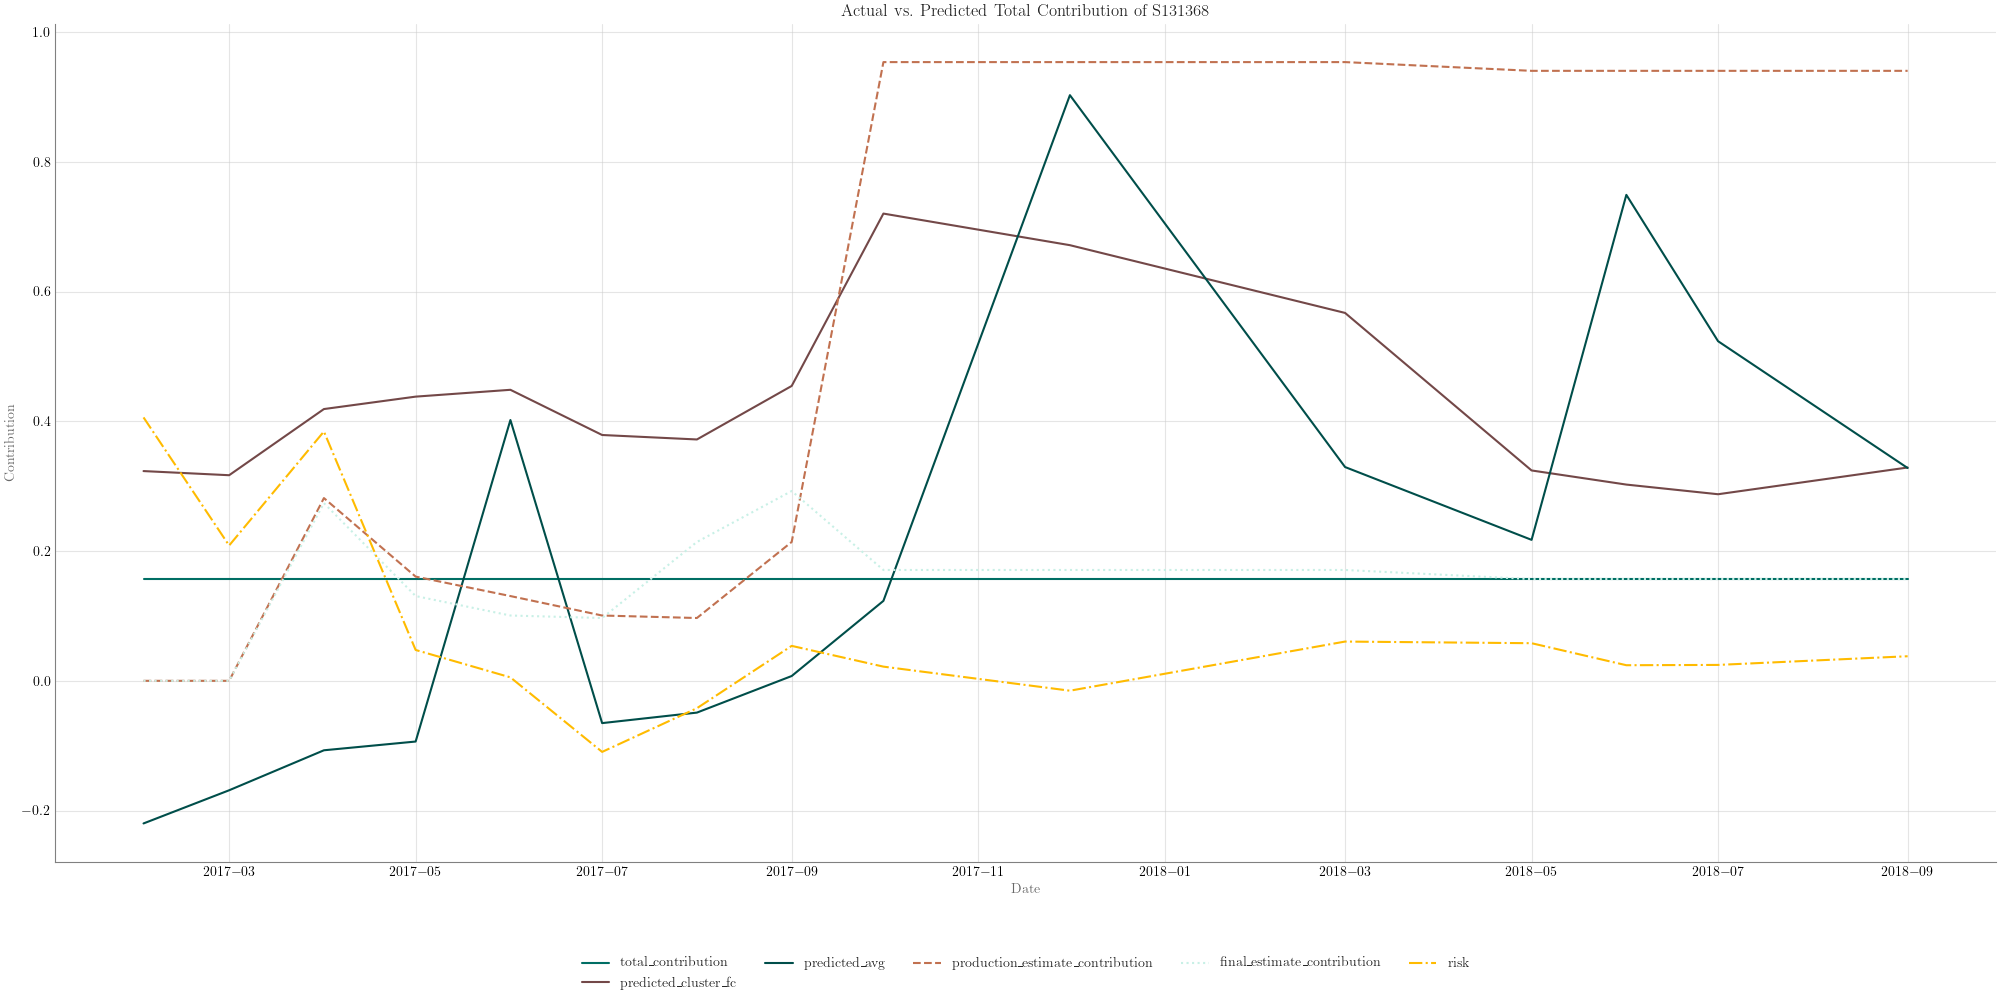 Actual vs. Predicted Total Contribution of S131368
1.0
0.8
0.6
0.4
0.2
0.0
−0.2
Contribution
2017−03 2017−05 2017−07 2017−09 2017−11 2018−01 2018−03 2018−05 2018−07 2018−09
Date
total_contribution predicted_avg production_estimate_contribution final_estimate_contribution risk
predicted_cluster_fc